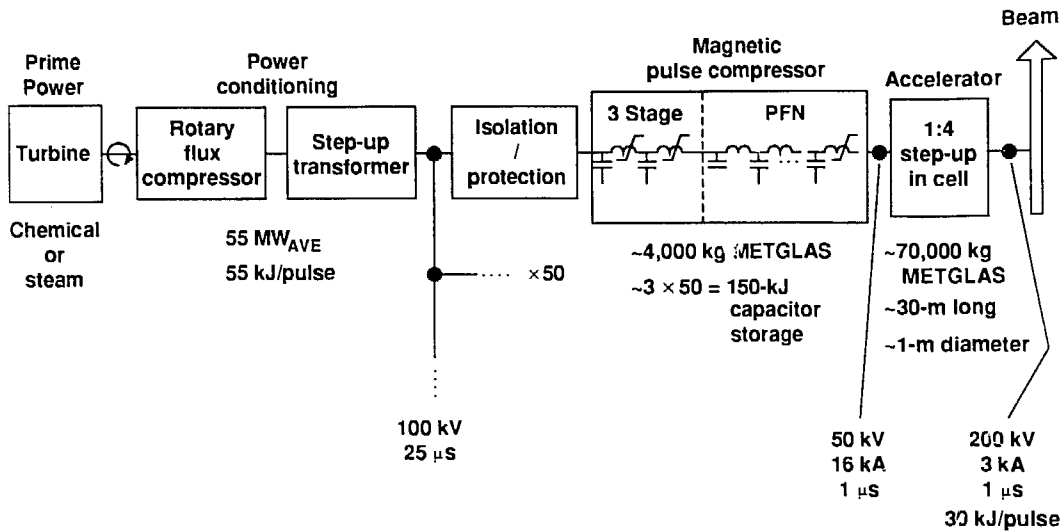 Beam
Magnetic
pulse compressor
Prime
Power
Power
conditioning
Accelerator
Turbine
Rotary
flux
compressor
Step-up
transformer
Isolation
/
protection
3 Stage
PFN
1:4
step-up
in cell
Chemical
or
steam
55 MWAVE
55 kJ/pulse
..... ×50
~4,000 kg METGLAS
~3 × 50 = 150-kJ
capacitor
storage
~70,000 kg
METGLAS
~30-m long
~1-m diameter
100 kV
25 μs
50 kV
16 kA
1 μs
200 kV
3 kA
1 μs
30 kJ/pulse